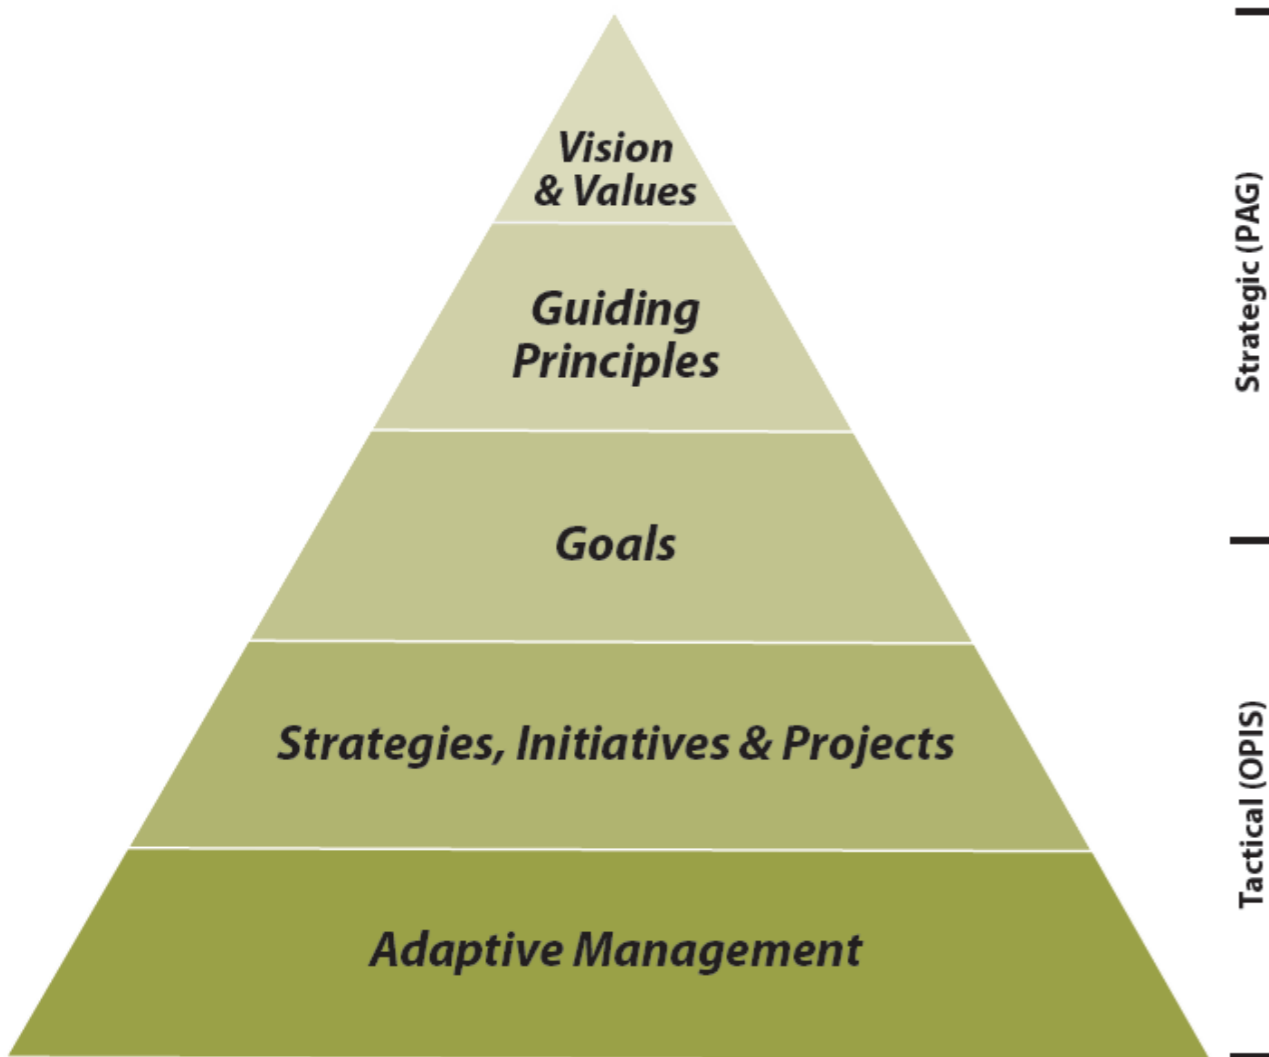 Vision
& Values
Guiding
Principles
Goals
Strategies, Initiatives & Projects
Adaptive Management
Strategic (PAG)
Tactical (OPIS)